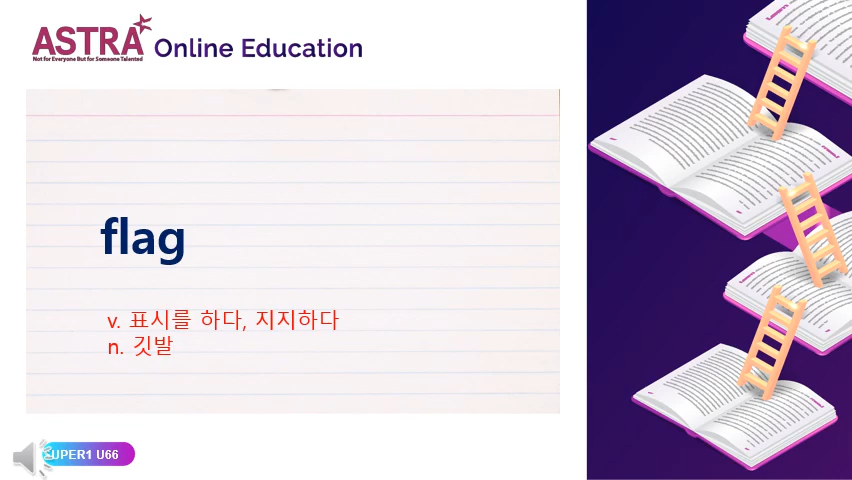 ASTRA
Not for Everyone But for Someone Talented
Online Education
flag
v. 표시를 하다, 지지하다
n. 깃발
UPER1 U66